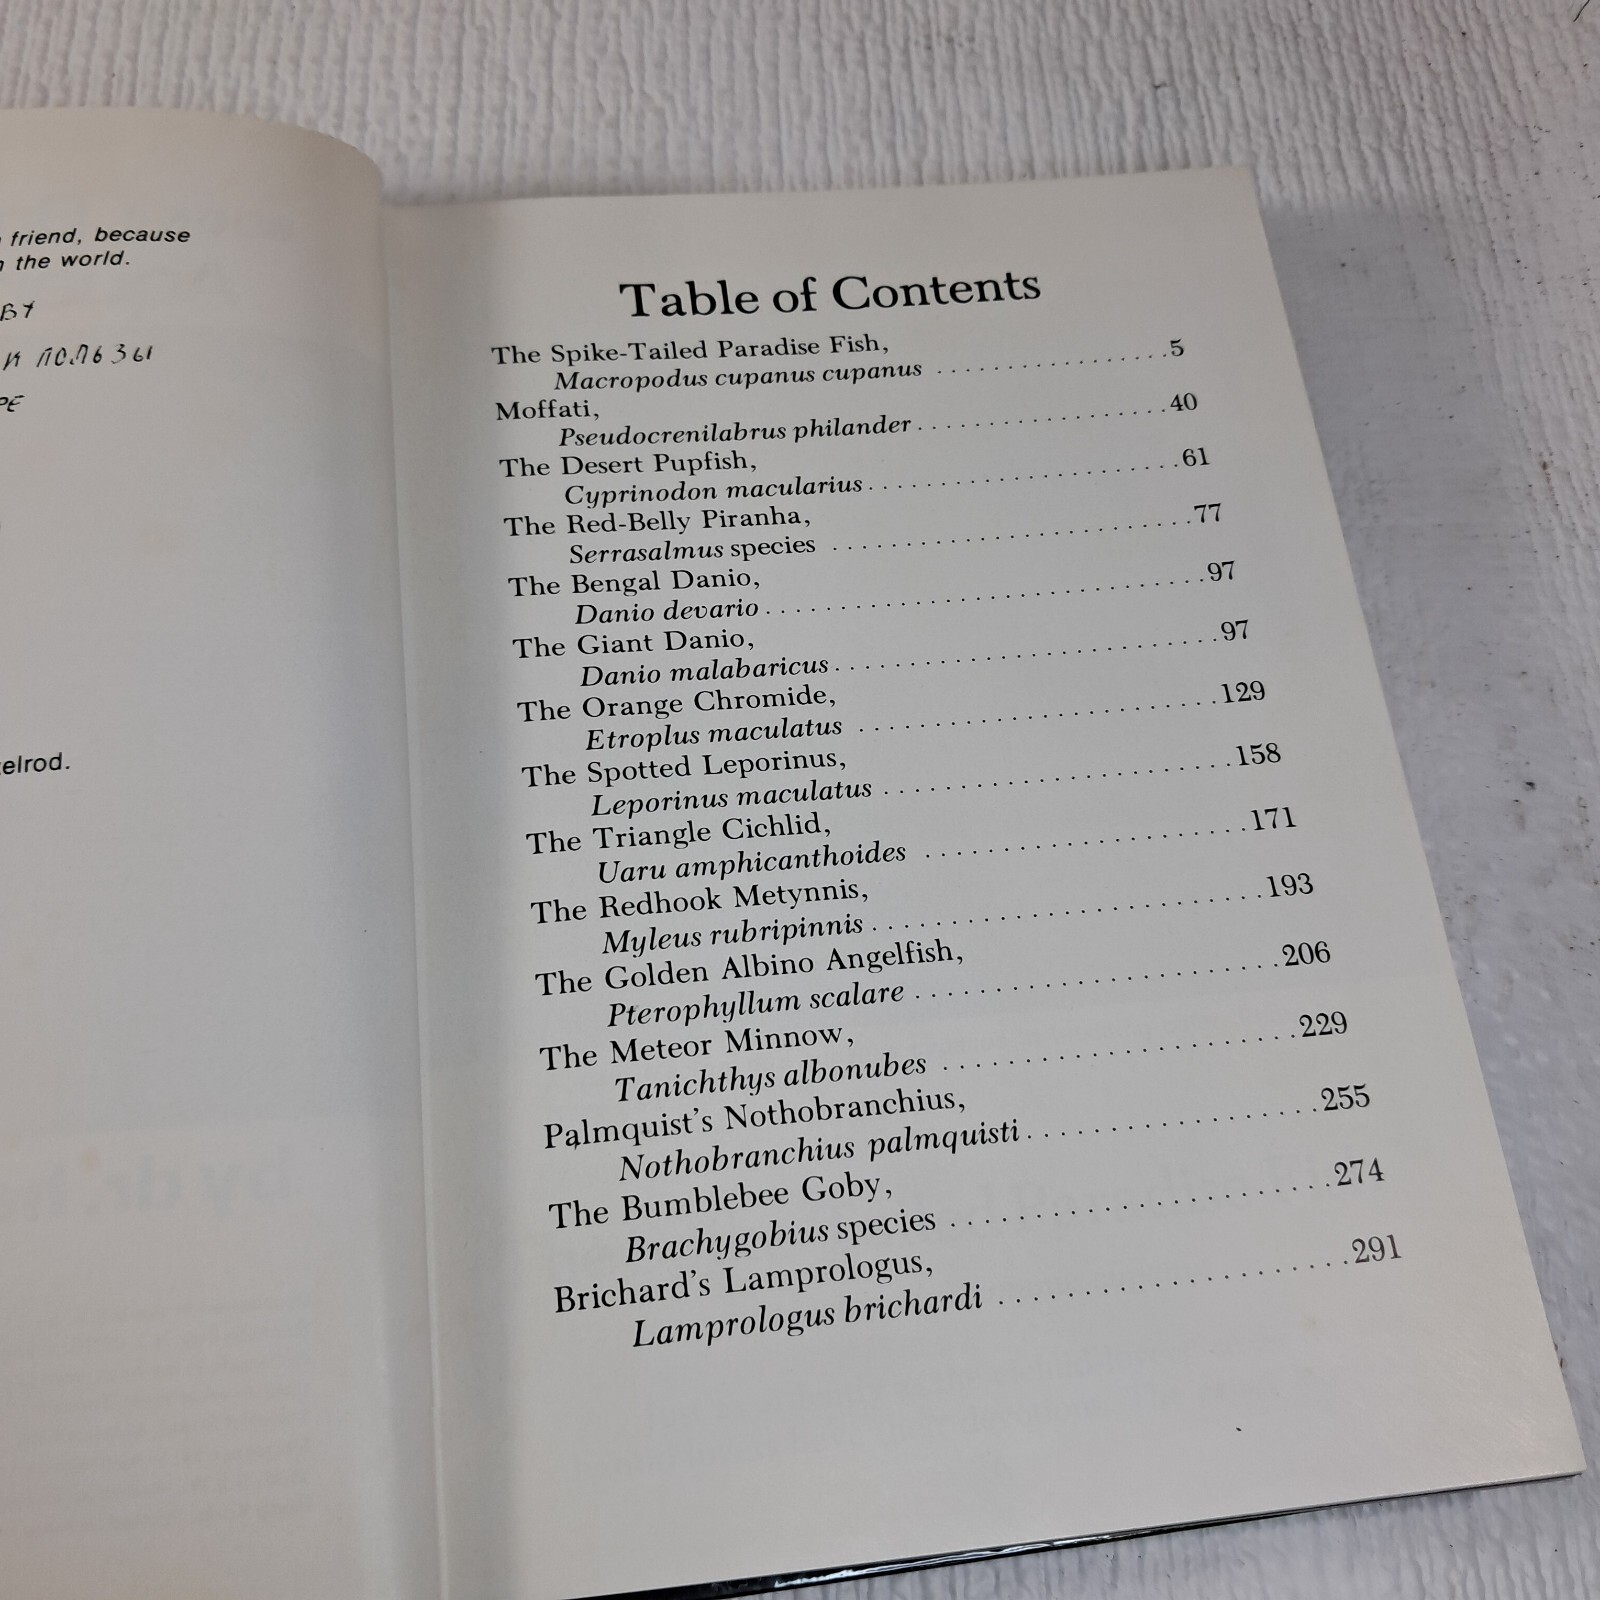 friend, because
the world.
ВУ
И ПОЛЬЗЫ
РЕ
elrod.
Table of Contents
The Spike-Tailed Paradise Fish,
Macropodus cupanus cupanus ................5
Moffati,
Pseudocrenilabrus philander................40
The Desert Pupfish,
Cyprinodon macularius....................61
The Red-Belly Piranha,
Serrasalmus species .......................77
The Bengal Danio,
Danio devario............................97
The Giant Danio,
Danio malabaricus........................97
The Orange Chromide,
Etroplus maculatus .......................129
The Spotted Leporinus,
Leporinus maculatus ......................158
The Triangle Cichlid,
Uaru amphicanthoides ....................171
The Redhook Metynnis,
Myleus rubripinnis........................193
The Golden Albino Angelfish,
Pterophyllum scalare ......................206
The Meteor Minnow,
Tanichthys albonubes .....................229
Palmquist's Nothobranchius,
Nothobranchius palmquisti.................255
The Bumblebee Goby,
Brachygobius species ......................274
Brichard's Lamprologus,
Lamprologus brichardi .....................291